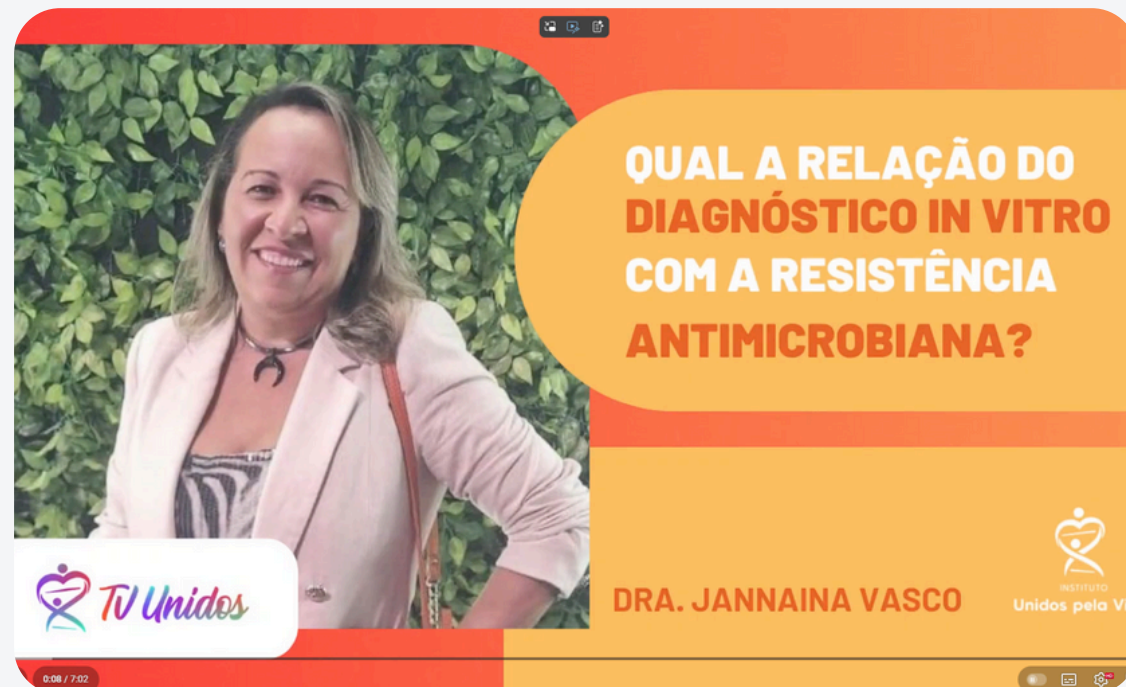 QUAL A RELAÇÃO DO
DIAGNÓSTICO IN VITRO
COM A RESISTÊNCIA
ANTIMICROBIANA?
TV Unidos
DRA. JANNAINA VASCO
INSTITUTO
Unidos pela Vi
0:08 / 7:02